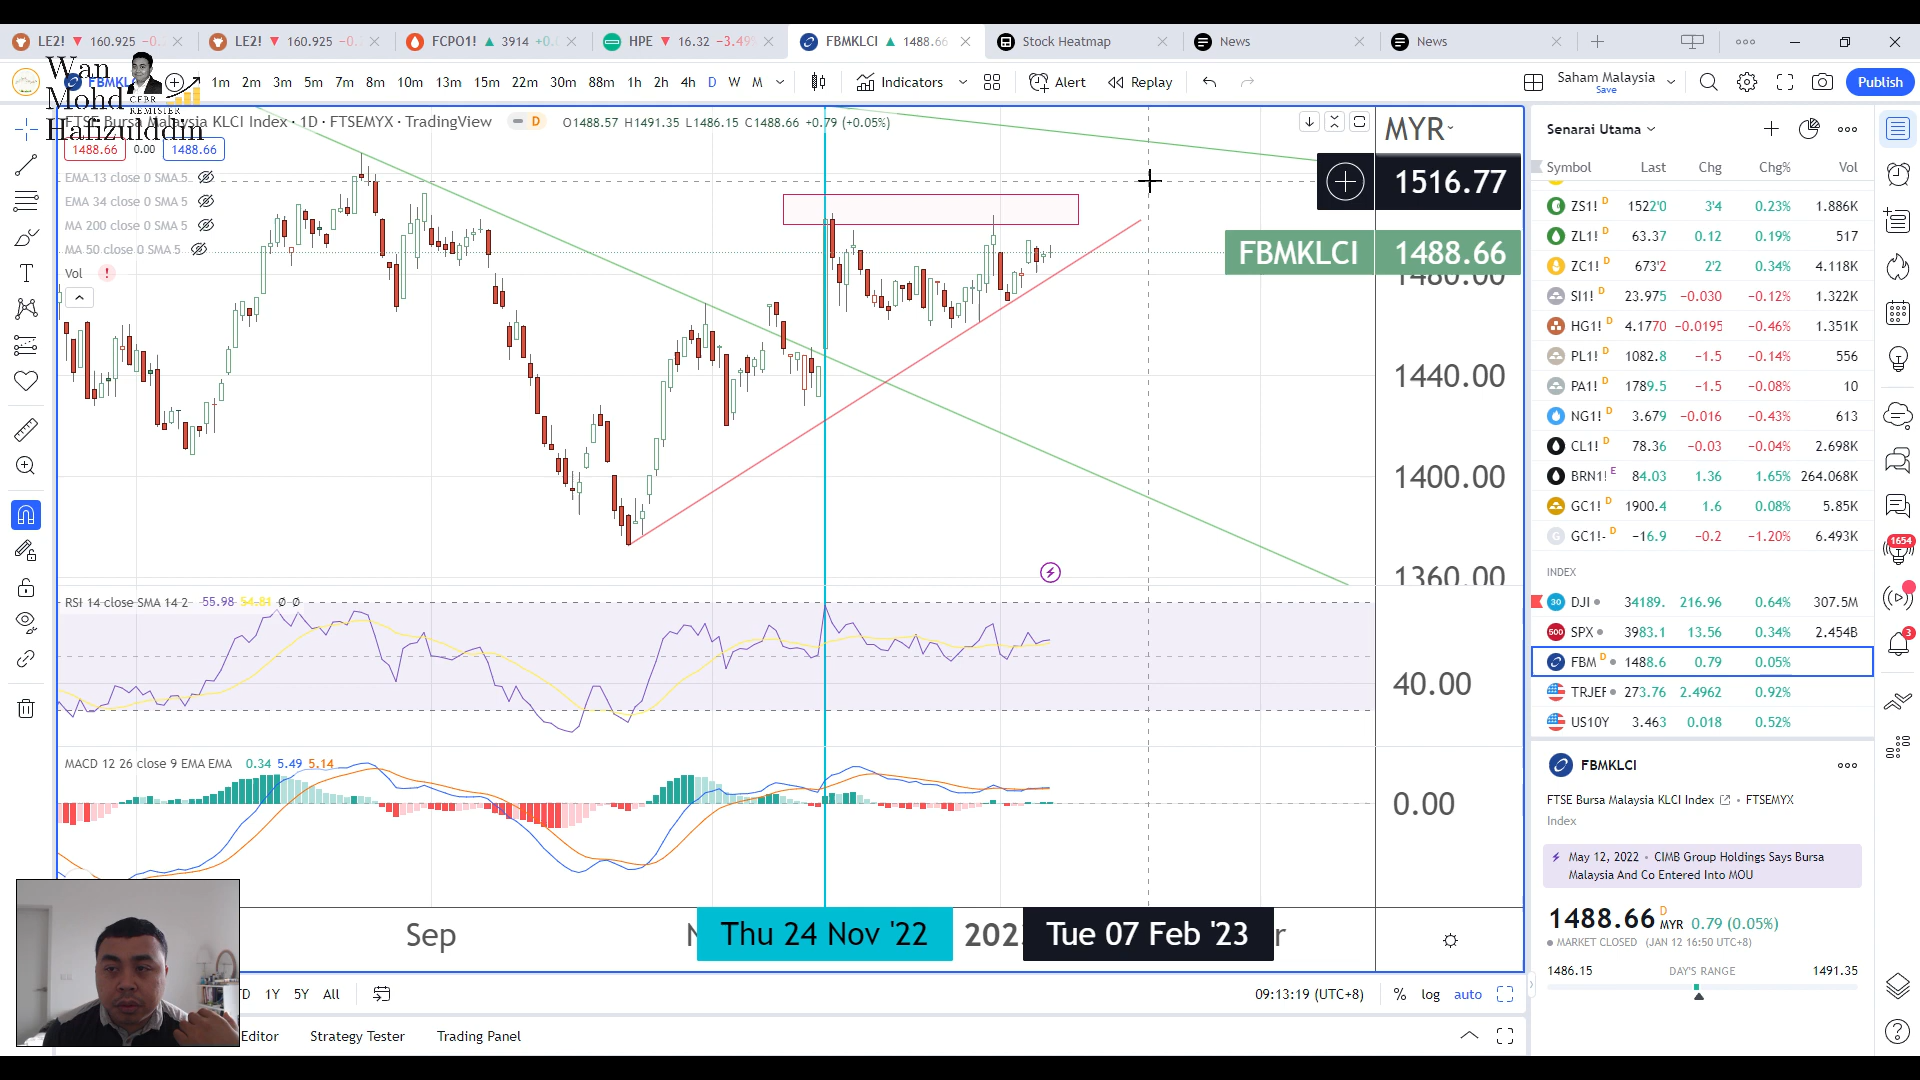 LE2! 160.925
LE2! 160.925
FCPO1! 3914
HPE 16.32 −3.49%
FBMKLCI 1488.66
Stock Heatmap
News
News
Wan
Mohd
Hafizulddin
CFBR
REMISIER
1m 2m 3m 5m 7m 8m 10m 13m 15m 22m 30m 88m 1h 2h 4h D W M
Indicators
Alert
Replay
Saham Malaysia
Save
Publish
FTSE Bursa Malaysia KLCI Index · 1D · FTSEMYX · TradingView
D
O1488.57 H1491.35 L1486.15 C1488.66 +0.79 (+0.05%)
1488.66 0.00 1488.66
EMA 13 close 0 SMA 5
EMA 34 close 0 SMA 5
MA 200 close 0 SMA 5
MA 50 close 0 SMA 5
Vol
MYR
1516.77
FBMKLCI 1488.66
1480.00
1440.00
1400.00
1360.00
RSI 14 close SMA 14 2 55.98 54.81 Ø Ø
40.00
MACD 12 26 close 9 EMA EMA 0.34 5.49 5.14
0.00
Sep
Thu 24 Nov '22
Tue 07 Feb '23
1Y 5Y All
09:13:19 (UTC+8)
% log auto
Editor
Strategy Tester
Trading Panel
Senarai Utama
Symbol Last Chg Chg% Vol
ZS1! D 1522'0 3'4 0.23% 1.886K
ZL1! D 63.37 0.12 0.19% 517
ZC1! D 673'2 2'2 0.34% 4.118K
SI1! D 23.975 −0.030 −0.12% 1.322K
HG1! D 4.1770 −0.0195 −0.46% 1.351K
PL1! D 1082.8 −1.5 −0.14% 556
PA1! D 1789.5 −1.5 −0.08% 10
NG1! D 3.679 −0.016 −0.43% 613
CL1! D 78.36 −0.03 −0.04% 2.698K
BRN1! E 84.03 1.36 1.65% 264.068K
GC1! D 1900.4 1.6 0.08% 5.85K
GC1!- D −16.9 −0.2 −1.20% 6.493K
INDEX
30 DJI 34189. 216.96 0.64% 307.5M
500 SPX 3983.1 13.56 0.34% 2.454B
FBM D 1488.6 0.79 0.05%
TRJEF 273.76 2.4962 0.92%
US10Y 3.463 0.018 0.52%
1654
3
FBMKLCI
FTSE Bursa Malaysia KLCI Index • FTSEMYX
Index
May 12, 2022 • CIMB Group Holdings Says Bursa
Malaysia And Co Entered Into MOU
1488.66 D MYR 0.79 (0.05%)
MARKET CLOSED (JAN 12 16:50 UTC+8)
1486.15 DAY'S RANGE 1491.35